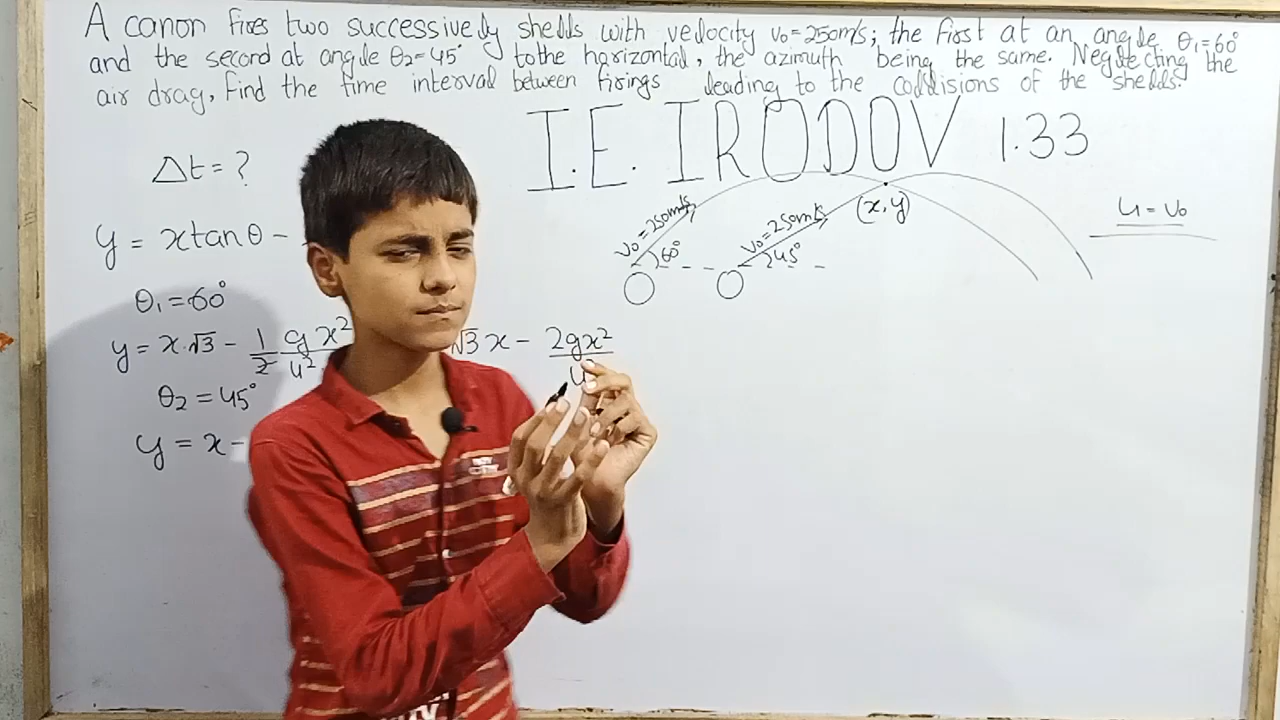 A canon fires two successively shells with velocity v₀ = 250m/s; the first at an angle θ₁ = 60°
and the second at angle θ₂ = 45° to the horizontal, the azimuth being the same. Neglecting the
air drag, Find the time interval between firings leading to the collisions of the shells.
I.E. IRODOV 1.33
Δt = ?
y = x tan θ -
θ₁ = 60°
y = x.√3 - 1/2 gx²/u²
√3 x - 2gx²/u²
θ₂ = 45°
y = x -
v₀ = 250m/s
60°
v₀ = 250m/s
45°
(x, y)
u = v₀